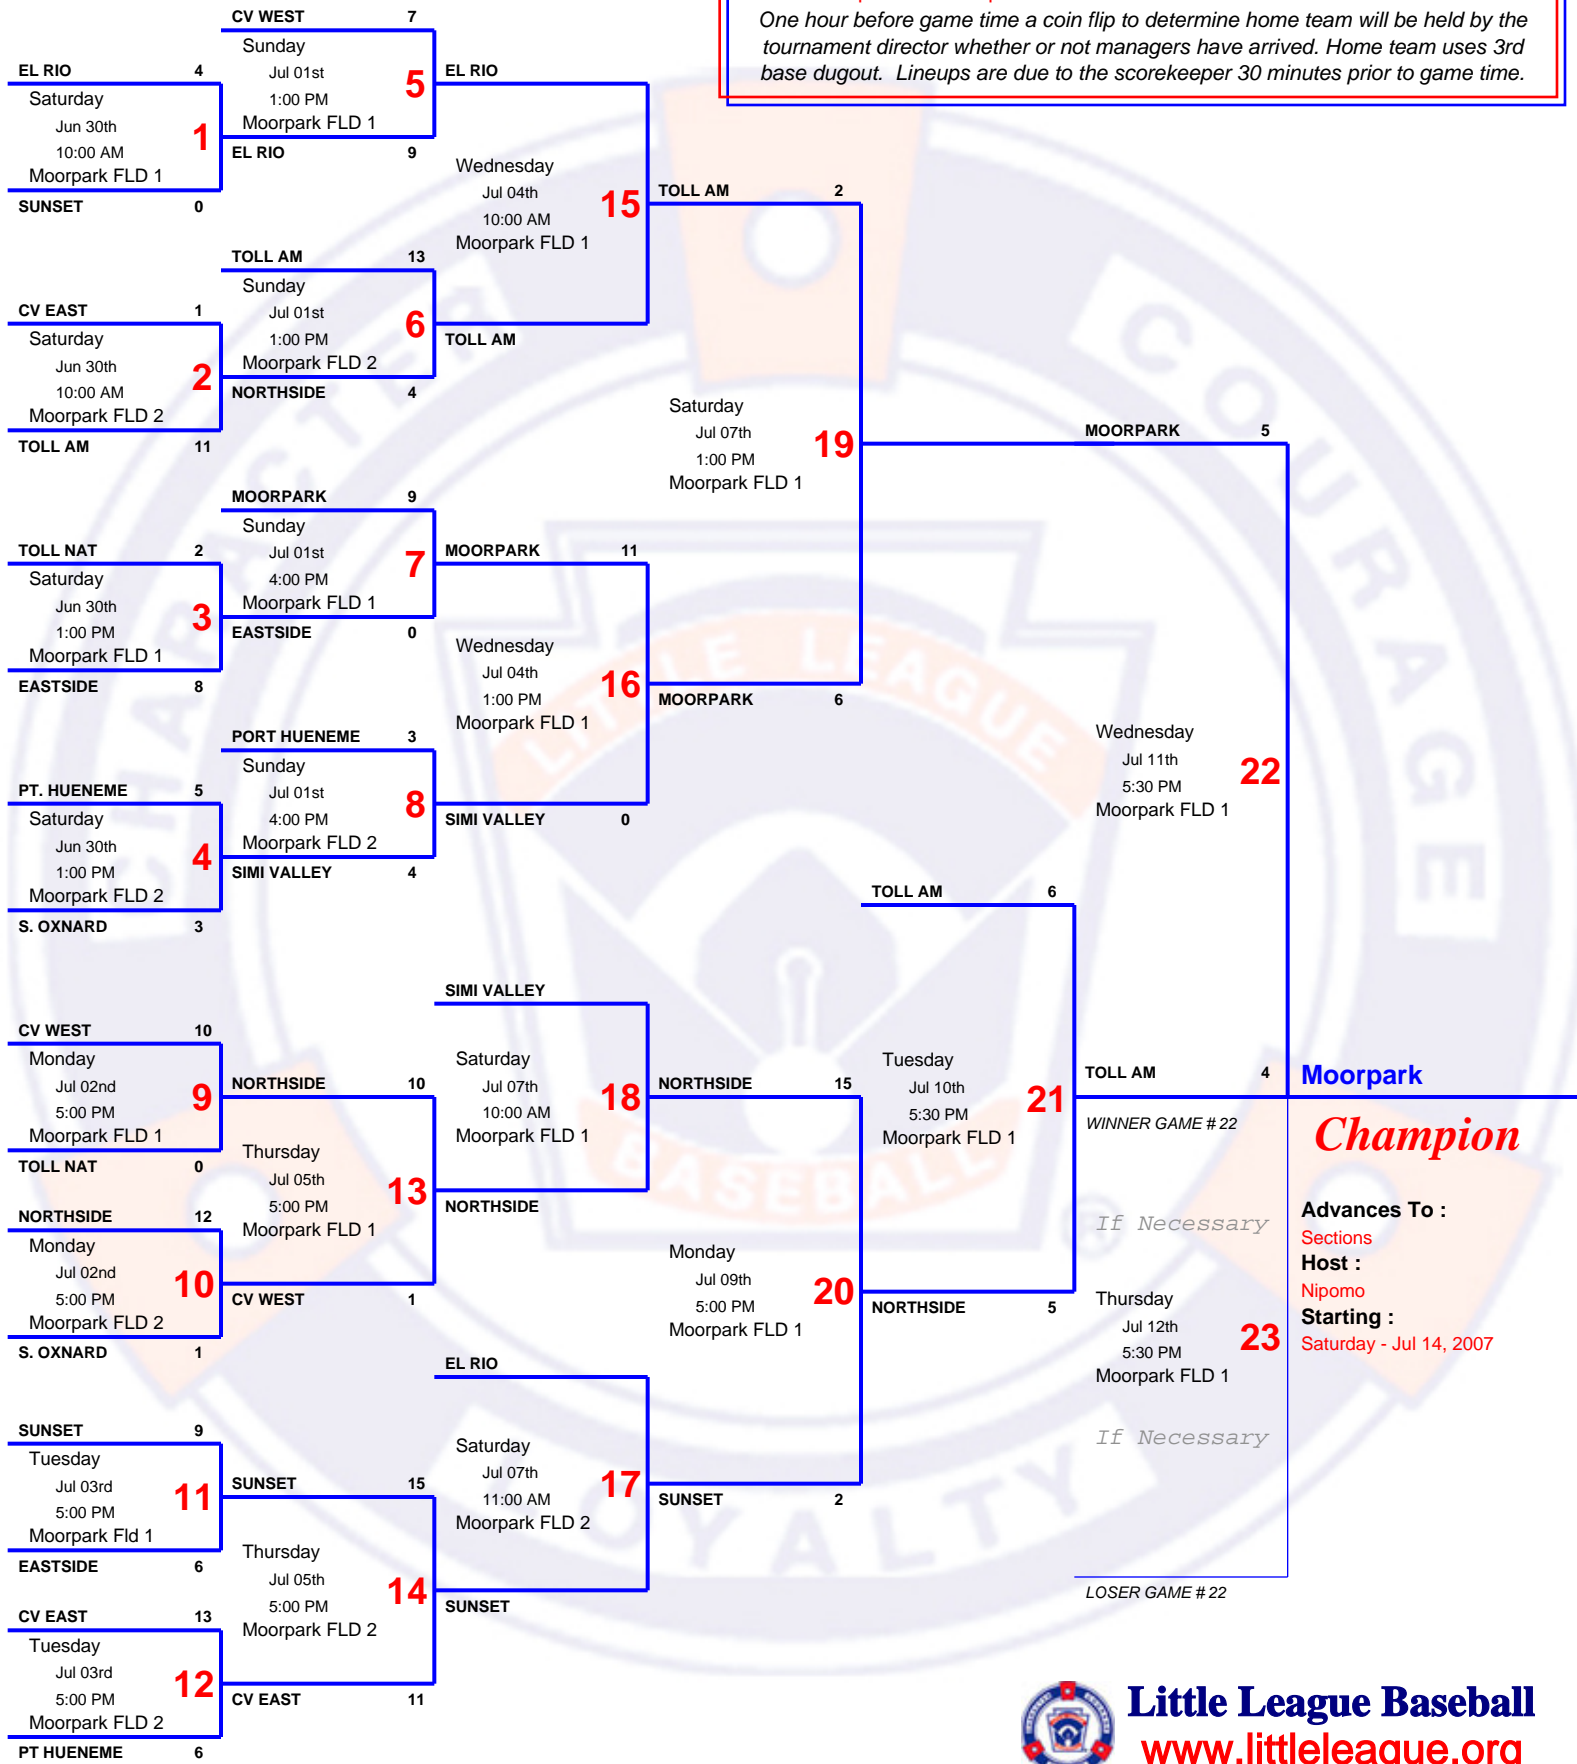 One hour before game time a coin flip to determine home team will be held by the
tournament director whether or not managers have arrived. Home team uses 3rd
base dugout. Lineups are due to the scorekeeper 30 minutes prior to game time.
EL RIO 4
Saturday
Jun 30th
10:00 AM
Moorpark FLD 1
1
SUNSET 0
CV EAST 1
Saturday
Jun 30th
10:00 AM
Moorpark FLD 2
2
TOLL AM 11
TOLL NAT 2
Saturday
Jun 30th
1:00 PM
Moorpark FLD 1
3
EASTSIDE 8
PT. HUENEME 5
Saturday
Jun 30th
1:00 PM
Moorpark FLD 2
4
S. OXNARD 3
CV WEST 7
Sunday
Jul 01st
1:00 PM
Moorpark FLD 1
5
EL RIO 9
TOLL AM 13
Sunday
Jul 01st
1:00 PM
Moorpark FLD 2
6
NORTHSIDE 4
MOORPARK 9
Sunday
Jul 01st
4:00 PM
Moorpark FLD 1
7
EASTSIDE 0
PORT HUENEME 3
Sunday
Jul 01st
4:00 PM
Moorpark FLD 2
8
SIMI VALLEY 4
EL RIO
Wednesday
Jul 04th
10:00 AM
Moorpark FLD 1
15
TOLL AM
MOORPARK 11
Wednesday
Jul 04th
1:00 PM
Moorpark FLD 1
16
SIMI VALLEY 0
TOLL AM 2
Saturday
Jul 07th
1:00 PM
Moorpark FLD 1
19
MOORPARK 6
CV WEST 10
Monday
Jul 02nd
5:00 PM
Moorpark FLD 1
9
TOLL NAT 0
NORTHSIDE 12
Monday
Jul 02nd
5:00 PM
Moorpark FLD 2
10
S. OXNARD 1
SUNSET 9
Tuesday
Jul 03rd
5:00 PM
Moorpark Fld 1
11
EASTSIDE 6
CV EAST 13
Tuesday
Jul 03rd
5:00 PM
Moorpark FLD 2
12
PT HUENEME 6
NORTHSIDE 10
Thursday
Jul 05th
5:00 PM
Moorpark FLD 1
13
CV WEST 1
SUNSET 15
Thursday
Jul 05th
5:00 PM
Moorpark FLD 2
14
CV EAST 11
SIMI VALLEY
Saturday
Jul 07th
10:00 AM
Moorpark FLD 1
18
NORTHSIDE
EL RIO
Saturday
Jul 07th
11:00 AM
Moorpark FLD 2
17
SUNSET
NORTHSIDE 15
Monday
Jul 09th
5:00 PM
Moorpark FLD 1
20
SUNSET 2
TOLL AM 6
Tuesday
Jul 10th
5:30 PM
Moorpark FLD 1
21
NORTHSIDE 5
MOORPARK 5
Wednesday
Jul 11th
5:30 PM
Moorpark FLD 1
22
TOLL AM 4
WINNER GAME # 22
If Necessary
Thursday
Jul 12th
5:30 PM
Moorpark FLD 1
23
If Necessary
LOSER GAME # 22
Moorpark
Champion
Advances To :
Sections
Host :
Nipomo
Starting :
Saturday - Jul 14, 2007
CHARACTER
COURAGE
LOYALTY
LITTLE LEAGUE
BASEBALL
®
Little League Baseball
www.littleleague.org